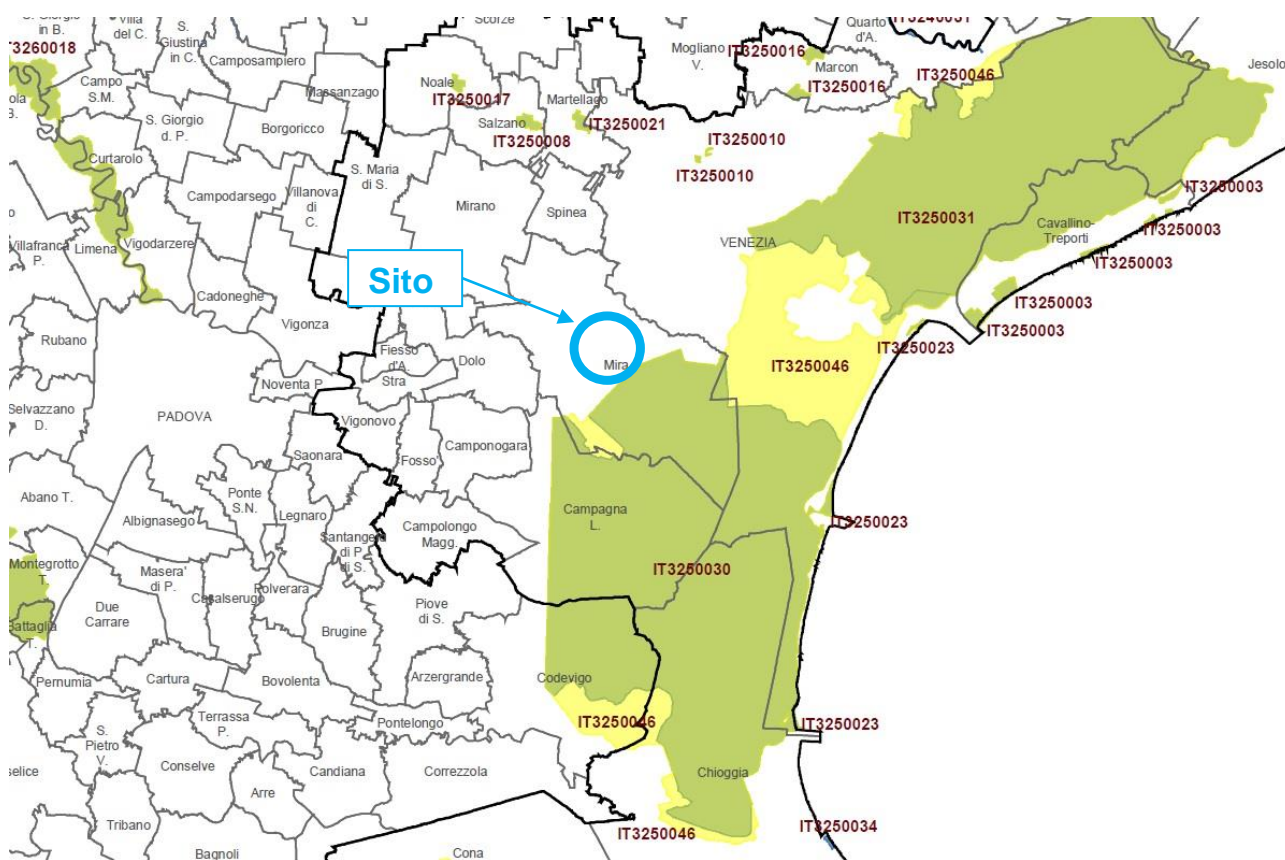 S. Giorgio
in B.
Villa
del C.
S.
Giustina
in C.
Camposampiero
Scorzè
Mogliano
V.
Quarto
d'A.
IT3250016
Marcon
IT3250016
IT3250046
Jesolo
Campo
S.M.
S. Giorgio
d. P.
Borgoricco
Massanzago
Noale
IT3250017
Martellago
Salzano
IT3250008
IT3250021
IT3250010
IT3250010
Curtarolo
Campodarsego
Villanova
di
C.
S. Maria
di S.
Mirano
Spinea
VENEZIA
IT3250031
Cavallino-
Treporti
IT3250003
IT3250003
IT3250003
IT3250003
IT3250003
Villafranca
P.
Limena
Vigodarzere
Cadoneghe
Vigonza
Sito
Rubano
Fiesso
d'A.
Stra
Dolo
Mira
IT3250046
IT3250023
Noventa P.
Selvazzano
D.
PADOVA
Vigonovo
Saonara
Fosso'
Camponogara
Abano T.
Albignasego
Ponte
S.N.
Legnaro
Santangelo
di P.
di S.
Campolongo
Magg.
Campagna
L.
IT3250023
IT3250030
Montegrotto
T.
Masera'
di P.
Casalserugo
Polverara
Due
Carrare
Brugine
Piove
di S.
Battaglia
T.
Pernumia
Cartura
Bovolenta
Arzergrande
Codevigo
IT3250046
Terrassa
P.
Pontelongo
IT3250023
S.
Pietro
V.
Conselve
Candiana
Correzzola
Chioggia
Arre
Tribano
Bagnoli
Cona
IT3250046
IT3250034